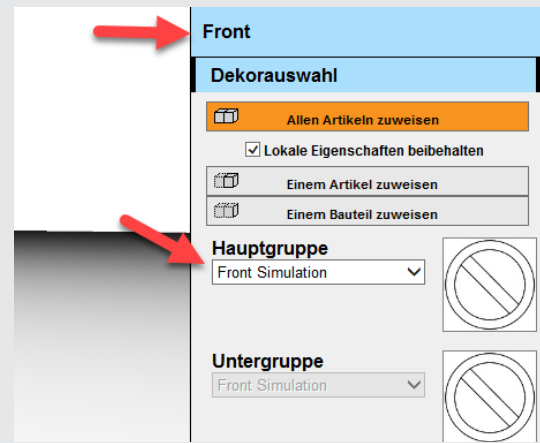 Front
Dekorauswahl
Allen Artikeln zuweisen
Lokale Eigenschaften beibehalten
Einem Artikel zuweisen
Einem Bauteil zuweisen
Hauptgruppe
Front Simulation
Untergruppe
Front Simulation